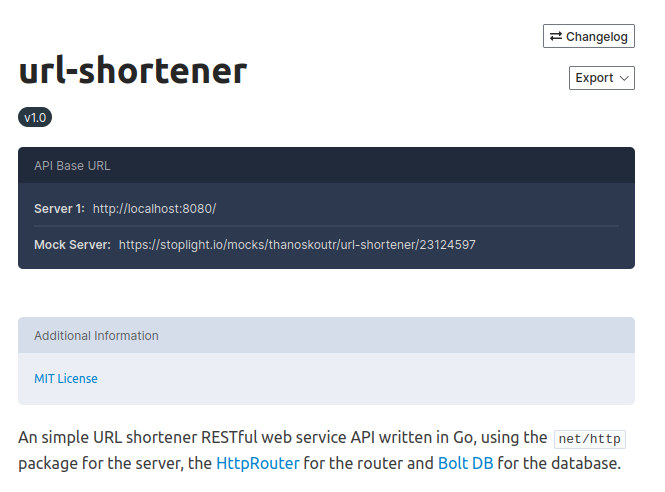 Changelog
url-shortener
Export
v1.0
API Base URL
Server 1: http://localhost:8080/
Mock Server: https://stoplight.io/mocks/thanoskoutr/url-shortener/23124597
Additional Information
MIT License
An simple URL shortener RESTful web service API written in Go, using the net/http
package for the server, the HttpRouter for the router and Bolt DB for the database.